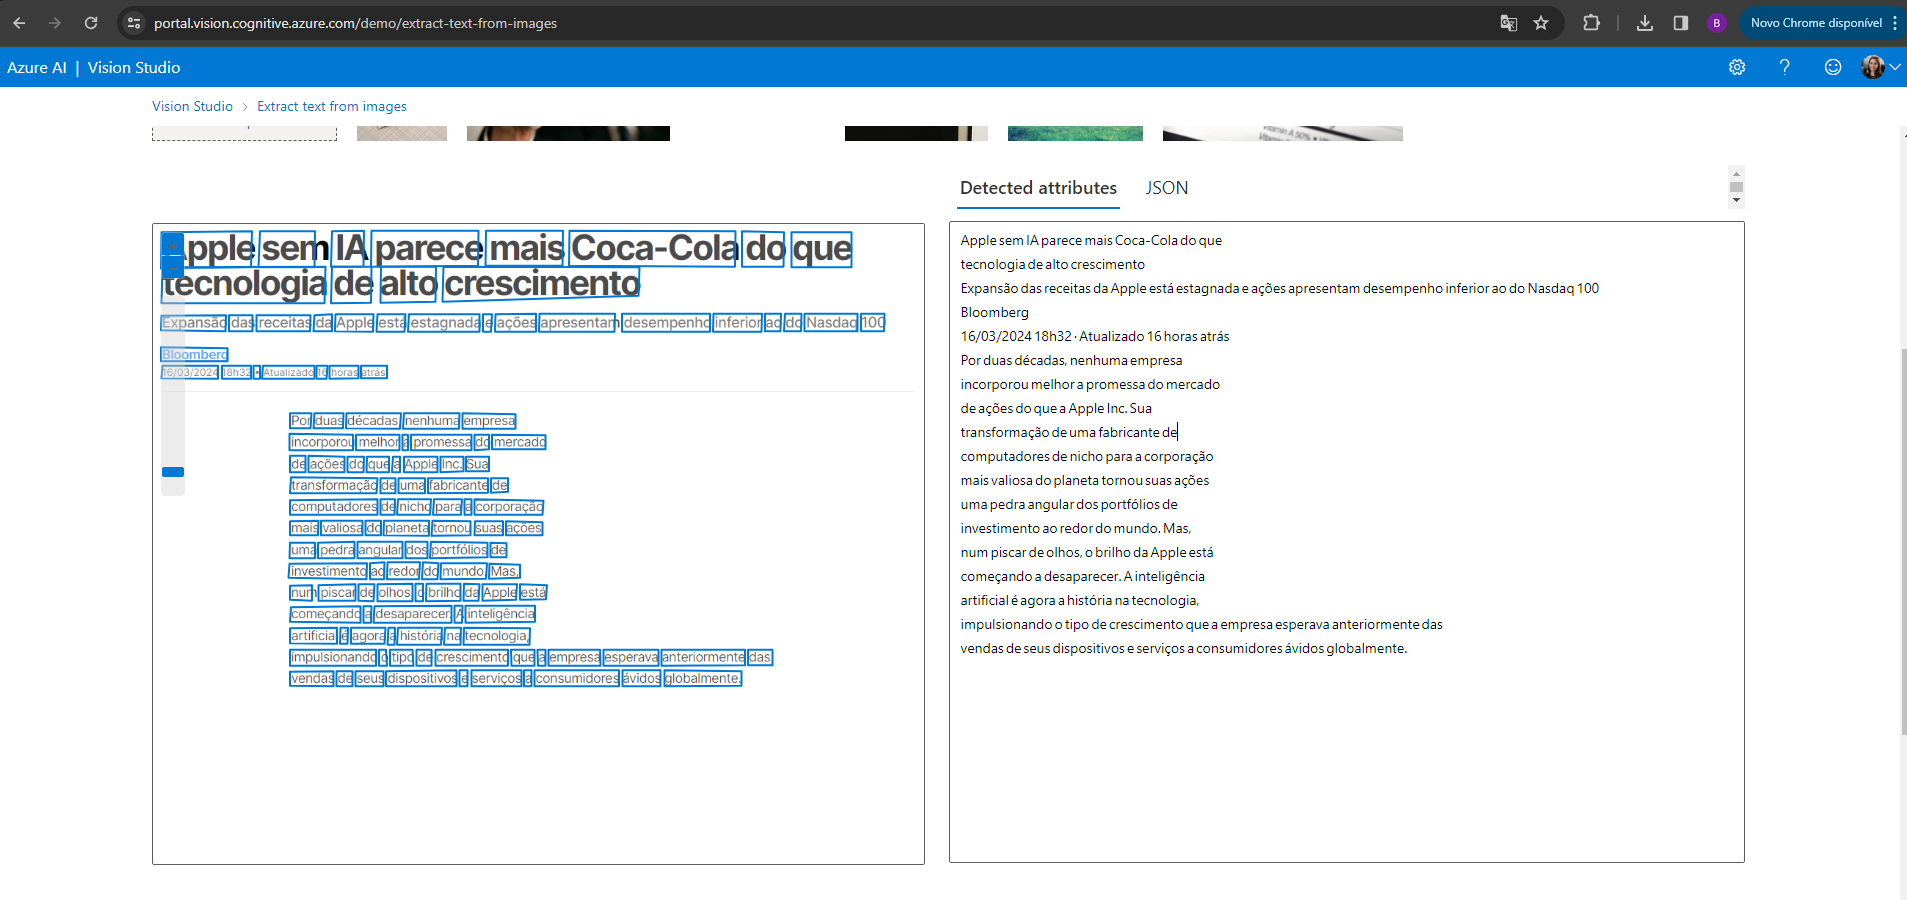 portal.vision.cognitive.azure.com/demo/extract-text-from-images
B
Novo Chrome disponível
Azure AI | Vision Studio
Vision Studio > Extract text from images
Detected attributes
JSON
Apple sem IA parece mais Coca-Cola do que
tecnologia de alto crescimento
Expansão das receitas da Apple está estagnada e ações apresentam desempenho inferior ao do Nasdaq 100
Bloomberg
16/03/2024 18h32 • Atualizado 16 horas atrás
Por duas décadas, nenhuma empresa
incorporou melhor a promessa do mercado
de ações do que a Apple Inc. Sua
transformação de uma fabricante de
computadores de nicho para a corporação
mais valiosa do planeta tornou suas ações
uma pedra angular dos portfólios de
investimento ao redor do mundo. Mas,
num piscar de olhos, o brilho da Apple está
começando a desaparecer. A inteligência
artificial é agora a história na tecnologia,
impulsionando o tipo de crescimento que a empresa esperava anteriormente das
vendas de seus dispositivos e serviços a consumidores ávidos globalmente.
Apple sem IA parece mais Coca-Cola do que
tecnologia de alto crescimento
Expansão das receitas da Apple está estagnada e ações apresentam desempenho inferior ao do Nasdaq 100
Bloomberg
16/03/2024 18h32 · Atualizado 16 horas atrás
Por duas décadas, nenhuma empresa
incorporou melhor a promessa do mercado
de ações do que a Apple Inc. Sua
transformação de uma fabricante de
computadores de nicho para a corporação
mais valiosa do planeta tornou suas ações
uma pedra angular dos portfólios de
investimento ao redor do mundo. Mas,
num piscar de olhos, o brilho da Apple está
começando a desaparecer. A inteligência
artificial é agora a história na tecnologia,
impulsionando o tipo de crescimento que a empresa esperava anteriormente das
vendas de seus dispositivos e serviços a consumidores ávidos globalmente.